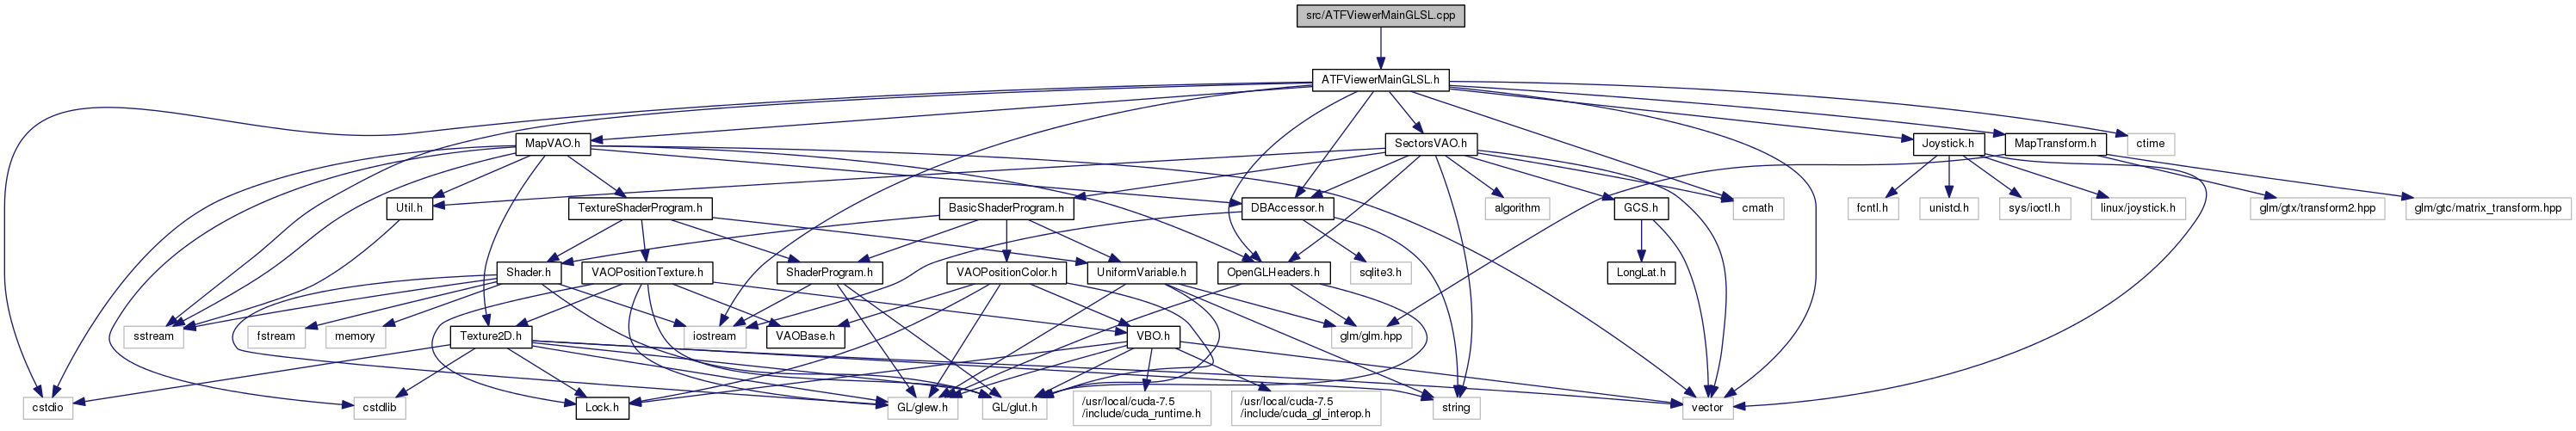 src/ATFViewerMainGLSL.cpp
ATFViewerMainGLSL.h
MapVAO.h
SectorsVAO.h
Joystick.h
MapTransform.h
ctime
Util.h
TextureShaderProgram.h
BasicShaderProgram.h
DBAccessor.h
algorithm
GCS.h
cmath
fcntl.h
unistd.h
sys/ioctl.h
linux/joystick.h
glm/gtx/transform2.hpp
glm/gtc/matrix_transform.hpp
Shader.h
VAOPositionTexture.h
ShaderProgram.h
VAOPositionColor.h
UniformVariable.h
OpenGLHeaders.h
sqlite3.h
LongLat.h
sstream
fstream
memory
Texture2D.h
iostream
VAOBase.h
VBO.h
glm/glm.hpp
cstdio
cstdlib
Lock.h
GL/glew.h
GL/glut.h
/usr/local/cuda-7.5
/include/cuda_runtime.h
/usr/local/cuda-7.5
/include/cuda_gl_interop.h
string
vector